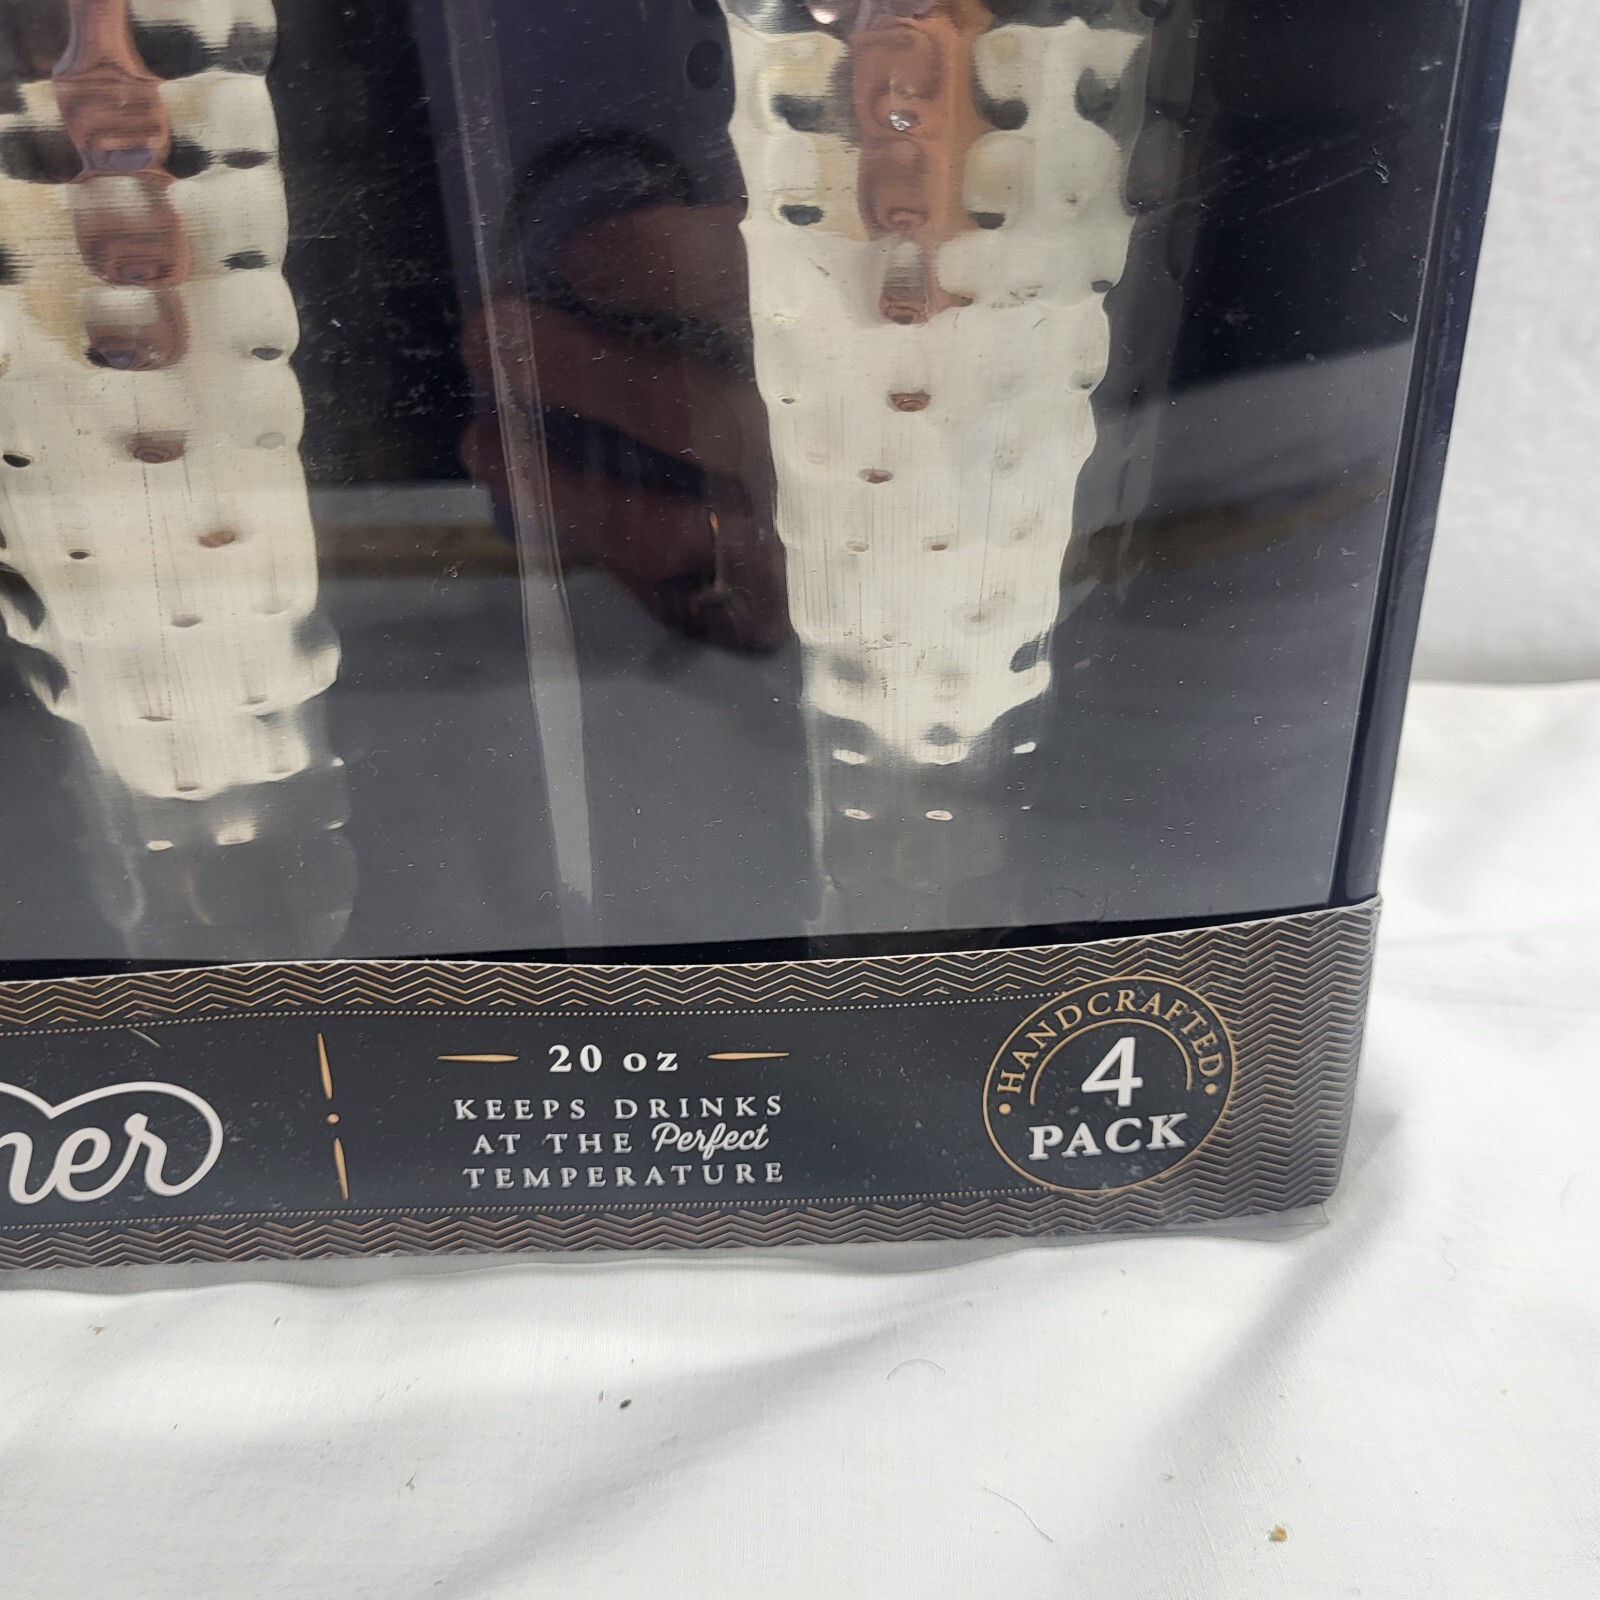 ner
20 oz
KEEPS DRINKS
AT THE Perfect
TEMPERATURE
HANDCRAFTED
4
PACK